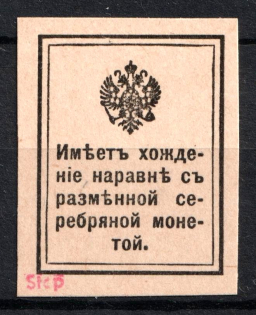 Имѣетъ хожде-
ніе наравнѣ съ
размѣнной се-
ребряной моне-
той.